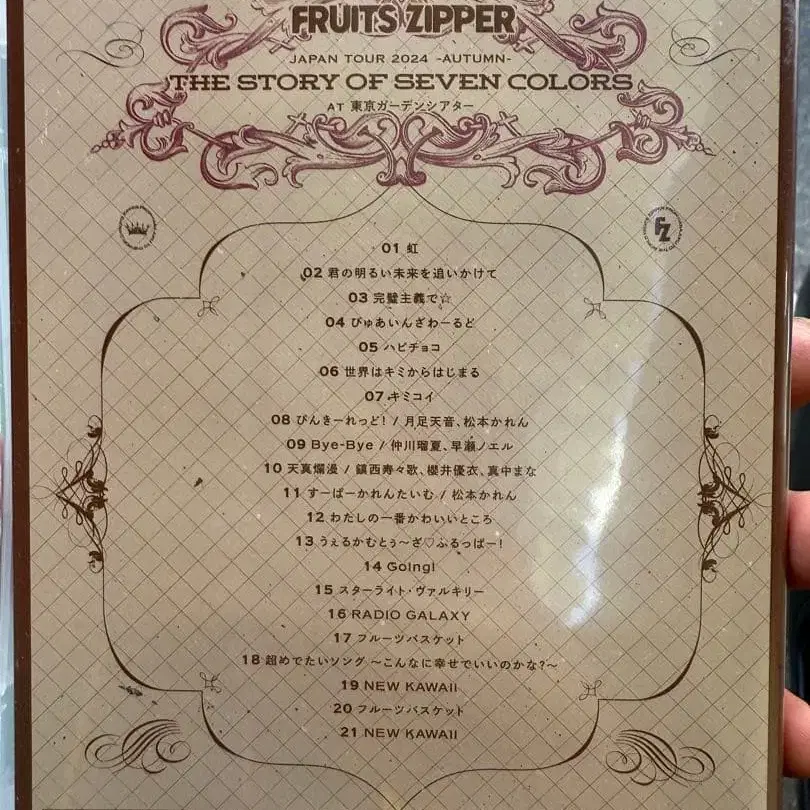 FRUITS ZIPPER
JAPAN TOUR 2024 -AUTUMN-
THE STORY OF SEVEN COLORS
AT 東京ガーデンシアター
FZ
01 虹
02 君の明るい未来を追いかけて
03 完璧主義で☆
04 ぴゅあいんざわーるど
05 ハピチョコ
06 世界はキミからはじまる
07 キミコイ
08 ぴんきーれっど! / 月足天音、松本かれん
09 Bye-Bye / 仲川瑠夏、早瀬ノエル
10 天真爛漫 / 鎮西寿々歌、櫻井優衣、真中まな
11 すーぱーかれんたいむ / 松本かれん
12 わたしの一番かわいいところ
13 うぇるかむとぅ〜ざ♡ふるっぱー!
14 Going!
15 スターライト・ヴァルキリー
16 RADIO GALAXY
17 フルーツバスケット
18 超めでたいソング 〜こんなに幸せでいいのかな?〜
19 NEW KAWAII
20 フルーツバスケット
21 NEW KAWAII